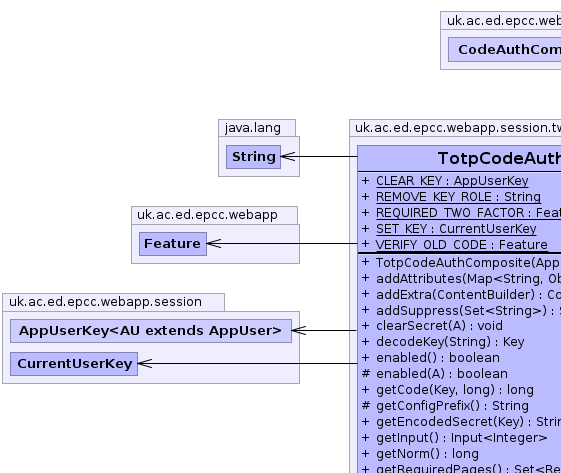 uk.ac.ed.epcc.web
CodeAuthCom
java.lang
String
uk.ac.ed.epcc.webapp.session.tw
TotpCodeAuth
+ CLEAR_KEY : AppUserKey
+ REMOVE_KEY_ROLE : String
+ REQUIRED_TWO_FACTOR : Feat
+ SET_KEY : CurrentUserKey
+ VERIFY_OLD_CODE : Feature
uk.ac.ed.epcc.webapp
Feature
+ TotpCodeAuthComposite(App
+ addAttributes(Map<String, Ob
+ addExtra(ContentBuilder) : Co
+ addSuppress(Set<String>) : S
+ clearSecret(A) : void
+ decodeKey(String) : Key
+ enabled() : boolean
# enabled(A) : boolean
+ getCode(Key, long) : long
# getConfigPrefix() : String
+ getEncodedSecret(Key) : Strin
+ getInput() : Input<Integer>
+ getNorm() : long
+ getRequiredPages() : Set<Re
uk.ac.ed.epcc.webapp.session
AppUserKey<AU extends AppUser>
CurrentUserKey